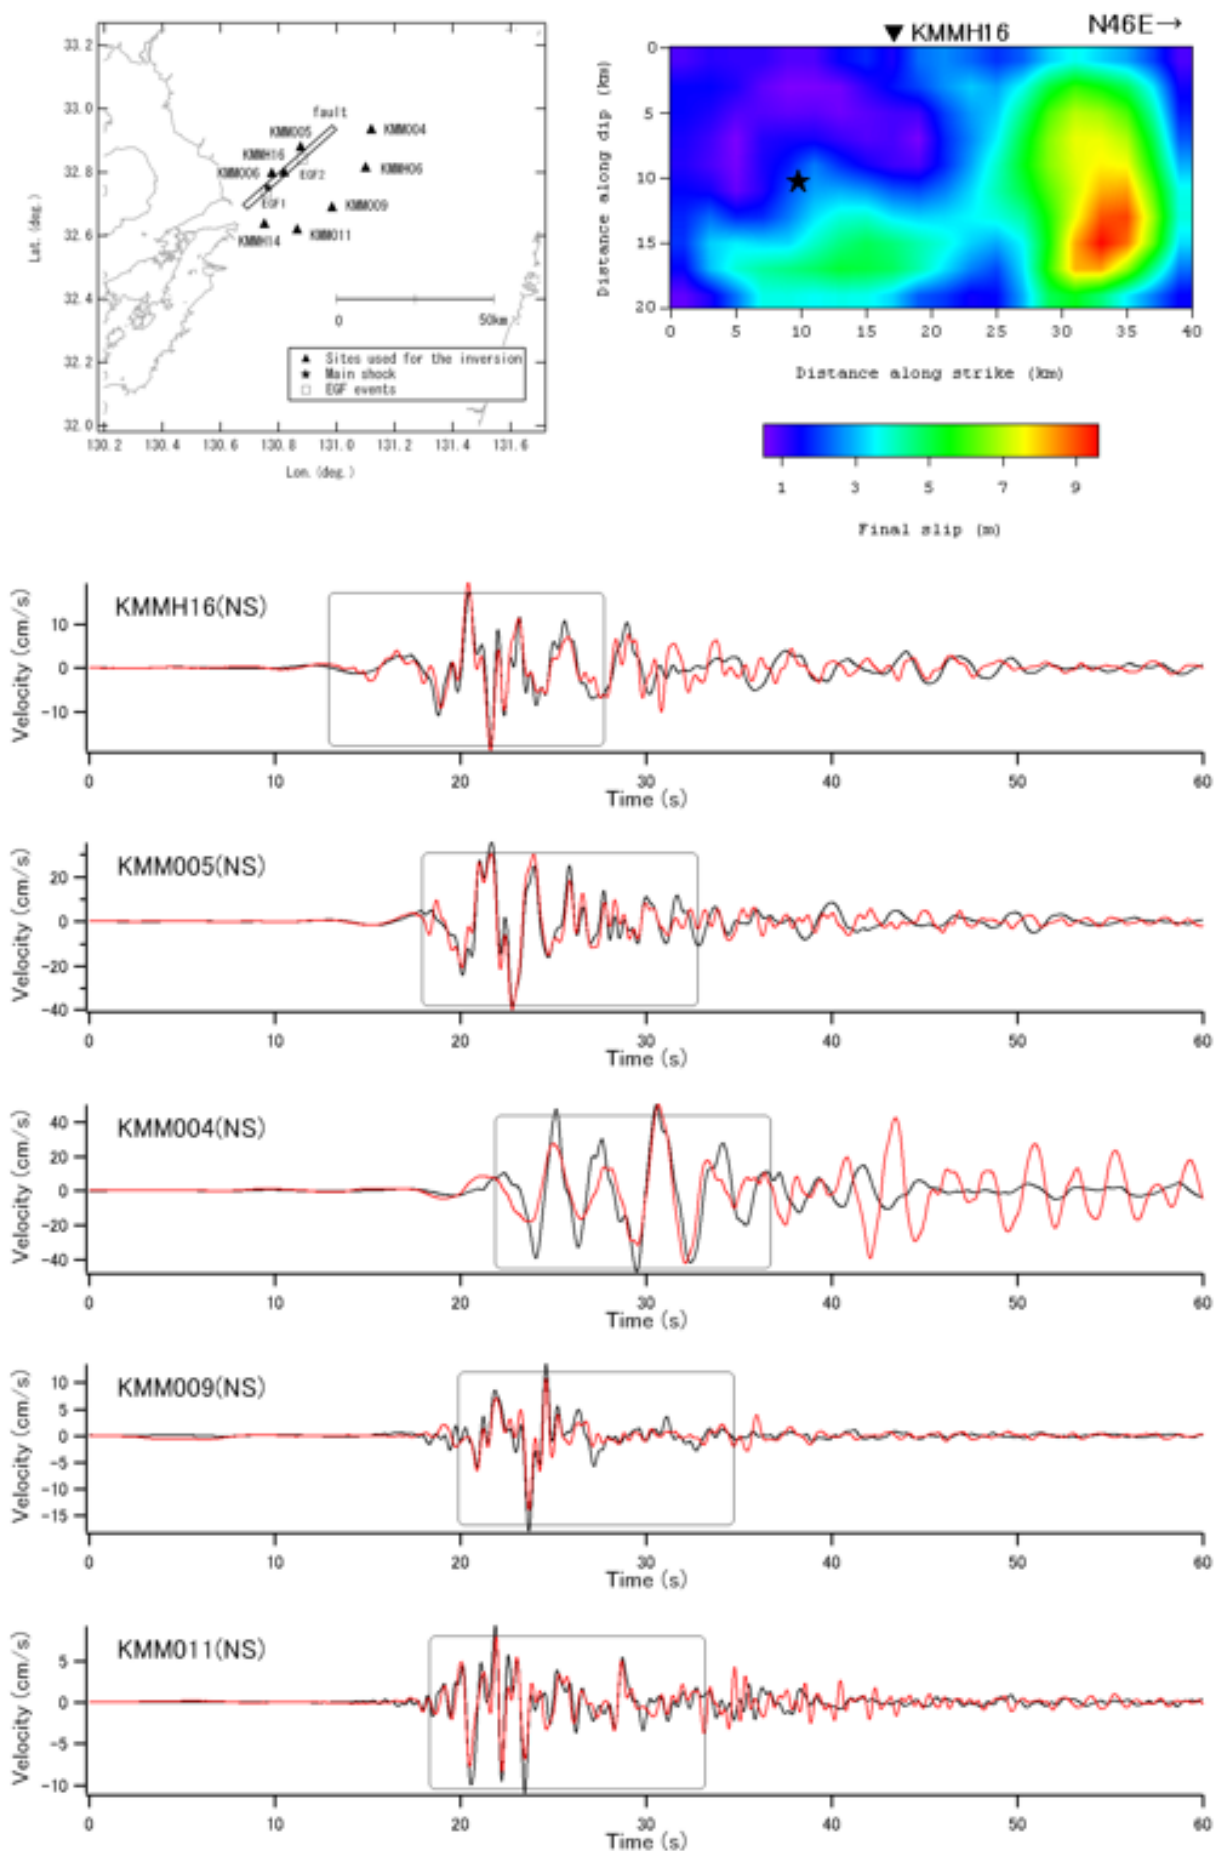 33.2
33.0
32.8
32.6
32.4
32.2
32.0
Lat. (deg.)
fault
KMM005
KMM004
KMMH16
KMM006
EGF2
KMMH06
EGF1
KMM009
KMMH14
KMM011
0 50km
▲ Sites used for the inversion
★ Main shock
□ EGF events
130.2 130.4 130.6 130.8 131.0 131.2 131.4 131.6
Lon. (deg.)
▼ KMMH16 N46E→
0
5
10
15
20
Distance along dip (km)
0 5 10 15 20 25 30 35 40
Distance along strike (km)
1 3 5 7 9
Final slip (m)
KMMH16(NS)
Velocity (cm/s)
10
0
-10
0 10 20 30 40 50 60
Time (s)
KMM005(NS)
Velocity (cm/s)
20
0
-20
-40
0 10 20 30 40 50 60
Time (s)
KMM004(NS)
Velocity (cm/s)
40
20
0
-20
-40
0 10 20 30 40 50 60
Time (s)
KMM009(NS)
Velocity (cm/s)
10
5
0
-5
-10
-15
0 10 20 30 40 50 60
Time (s)
KMM011(NS)
Velocity (cm/s)
5
0
-5
-10
0 10 20 30 40 50 60
Time (s)